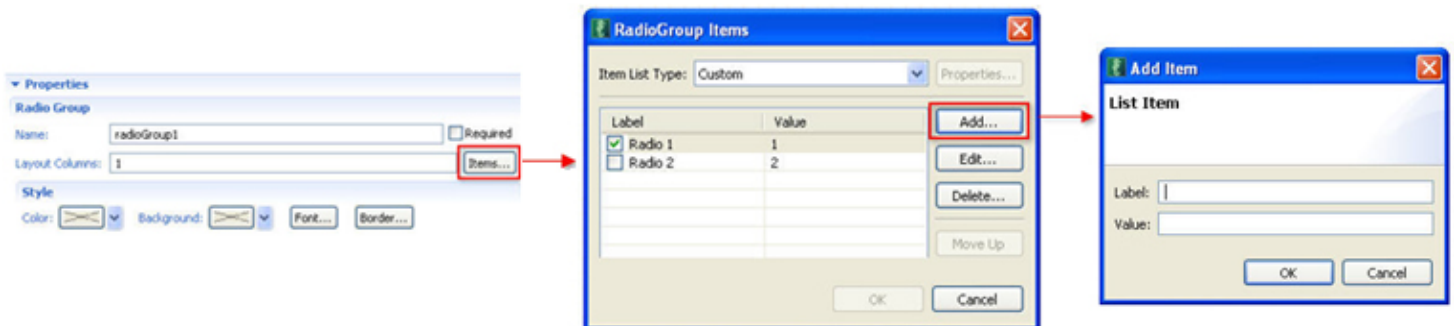 Properties
Radio Group
Name: radioGroup1 Required
Layout Columns: 1 Items...
Style
Color: Background: Font... Border...
RadioGroup Items
Item List Type: Custom Properties...
Label Value
Radio 1 1
Radio 2 2
Add...
Edit...
Delete...
Move Up
OK Cancel
Add Item
List Item
Label:
Value:
OK Cancel